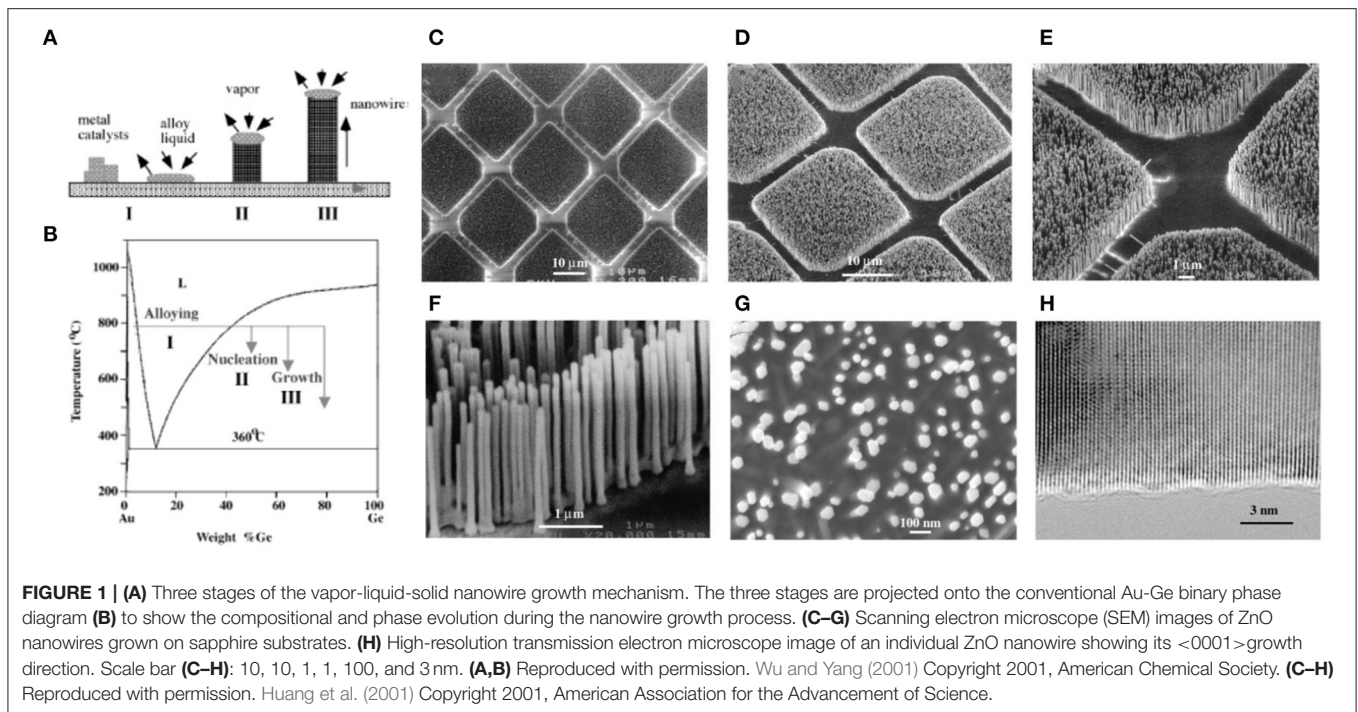 A
metal
catalysts
alloy
liquid
vapor
nanowires
I
II
III
B
Temperature (°C)
1000
800
600
400
200
L
Alloying
I
Nucleation
II
Growth
III
360°C
0
20
40
60
80
100
Au
Ge
Weight %Ge
C
10 µm
D
10 µm
E
1 µm
F
1 µm
1µm
X20,000 15mm
G
100 nm
H
3 nm
FIGURE 1 | (A) Three stages of the vapor-liquid-solid nanowire growth mechanism. The three stages are projected onto the conventional Au-Ge binary phase
diagram (B) to show the compositional and phase evolution during the nanowire growth process. (C–G) Scanning electron microscope (SEM) images of ZnO
nanowires grown on sapphire substrates. (H) High-resolution transmission electron microscope image of an individual ZnO nanowire showing its <0001>growth
direction. Scale bar (C–H): 10, 10, 1, 1, 100, and 3 nm. (A,B) Reproduced with permission. Wu and Yang (2001) Copyright 2001, American Chemical Society. (C–H)
Reproduced with permission. Huang et al. (2001) Copyright 2001, American Association for the Advancement of Science.